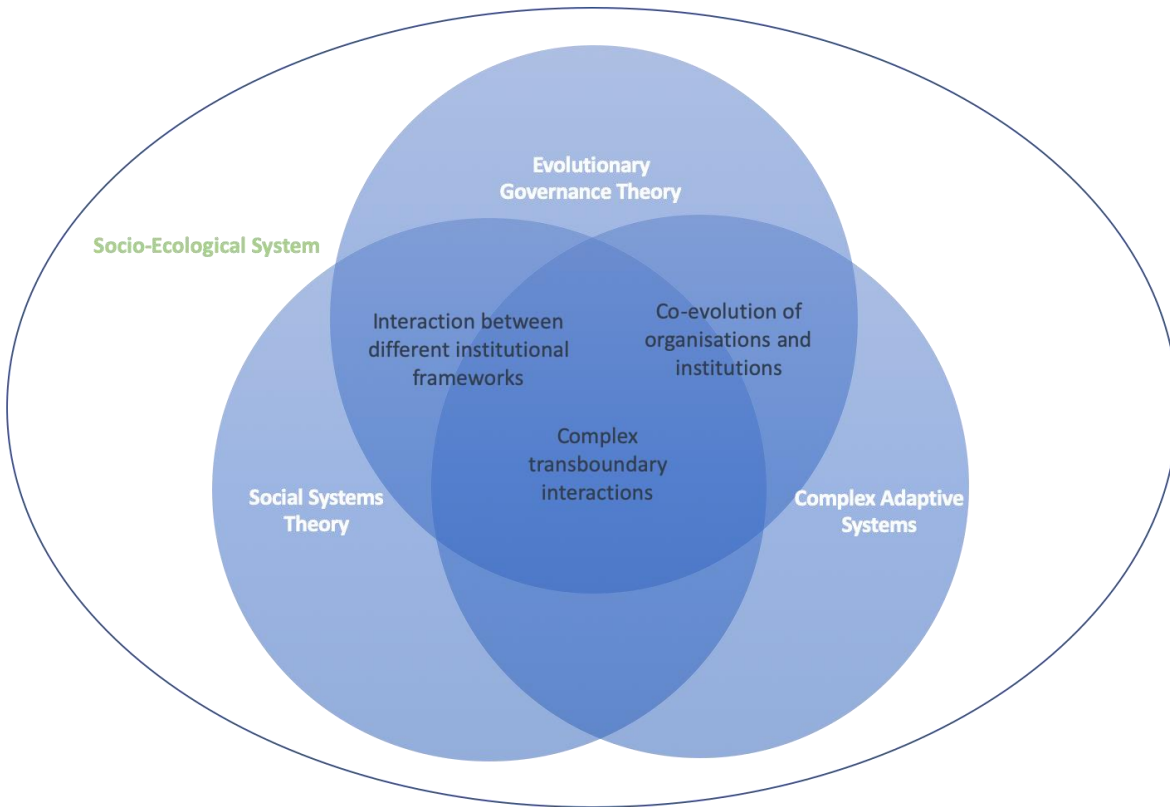 Evolutionary
Governance Theory
Socio-Ecological System
Interaction between
different institutional
frameworks
Co-evolution of
organisations and
institutions
Complex
transboundary
interactions
Social Systems
Theory
Complex Adaptive
Systems